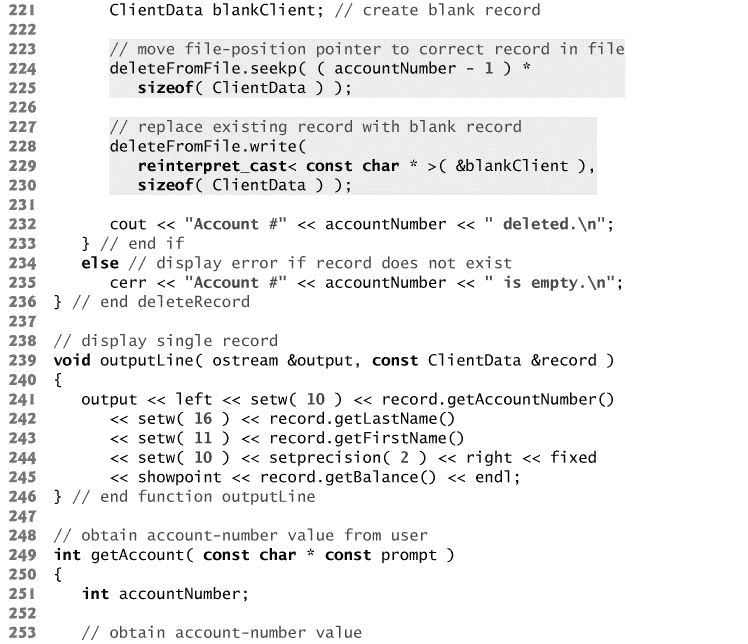 221 ClientData blankClient; // create blank record
222
223 // move file-position pointer to correct record in file
224 deleteFromFile.seekp( ( accountNumber - 1 ) *
225 sizeof( ClientData ) );
226
227 // replace existing record with blank record
228 deleteFromFile.write(
229 reinterpret_cast< const char * >( &blankClient ),
230 sizeof( ClientData ) );
231
232 cout << "Account #" << accountNumber << " deleted.\n";
233 } // end if
234 else // display error if record does not exist
235 cerr << "Account #" << accountNumber << " is empty.\n";
236 } // end deleteRecord
237
238 // display single record
239 void outputLine( ostream &output, const ClientData &record )
240 {
241 output << left << setw( 10 ) << record.getAccountNumber()
242 << setw( 16 ) << record.getLastName()
243 << setw( 11 ) << record.getFirstName()
244 << setw( 10 ) << setprecision( 2 ) << right << fixed
245 << showpoint << record.getBalance() << endl;
246 } // end function outputLine
247
248 // obtain account-number value from user
249 int getAccount( const char * const prompt )
250 {
251 int accountNumber;
252
253 // obtain account-number value